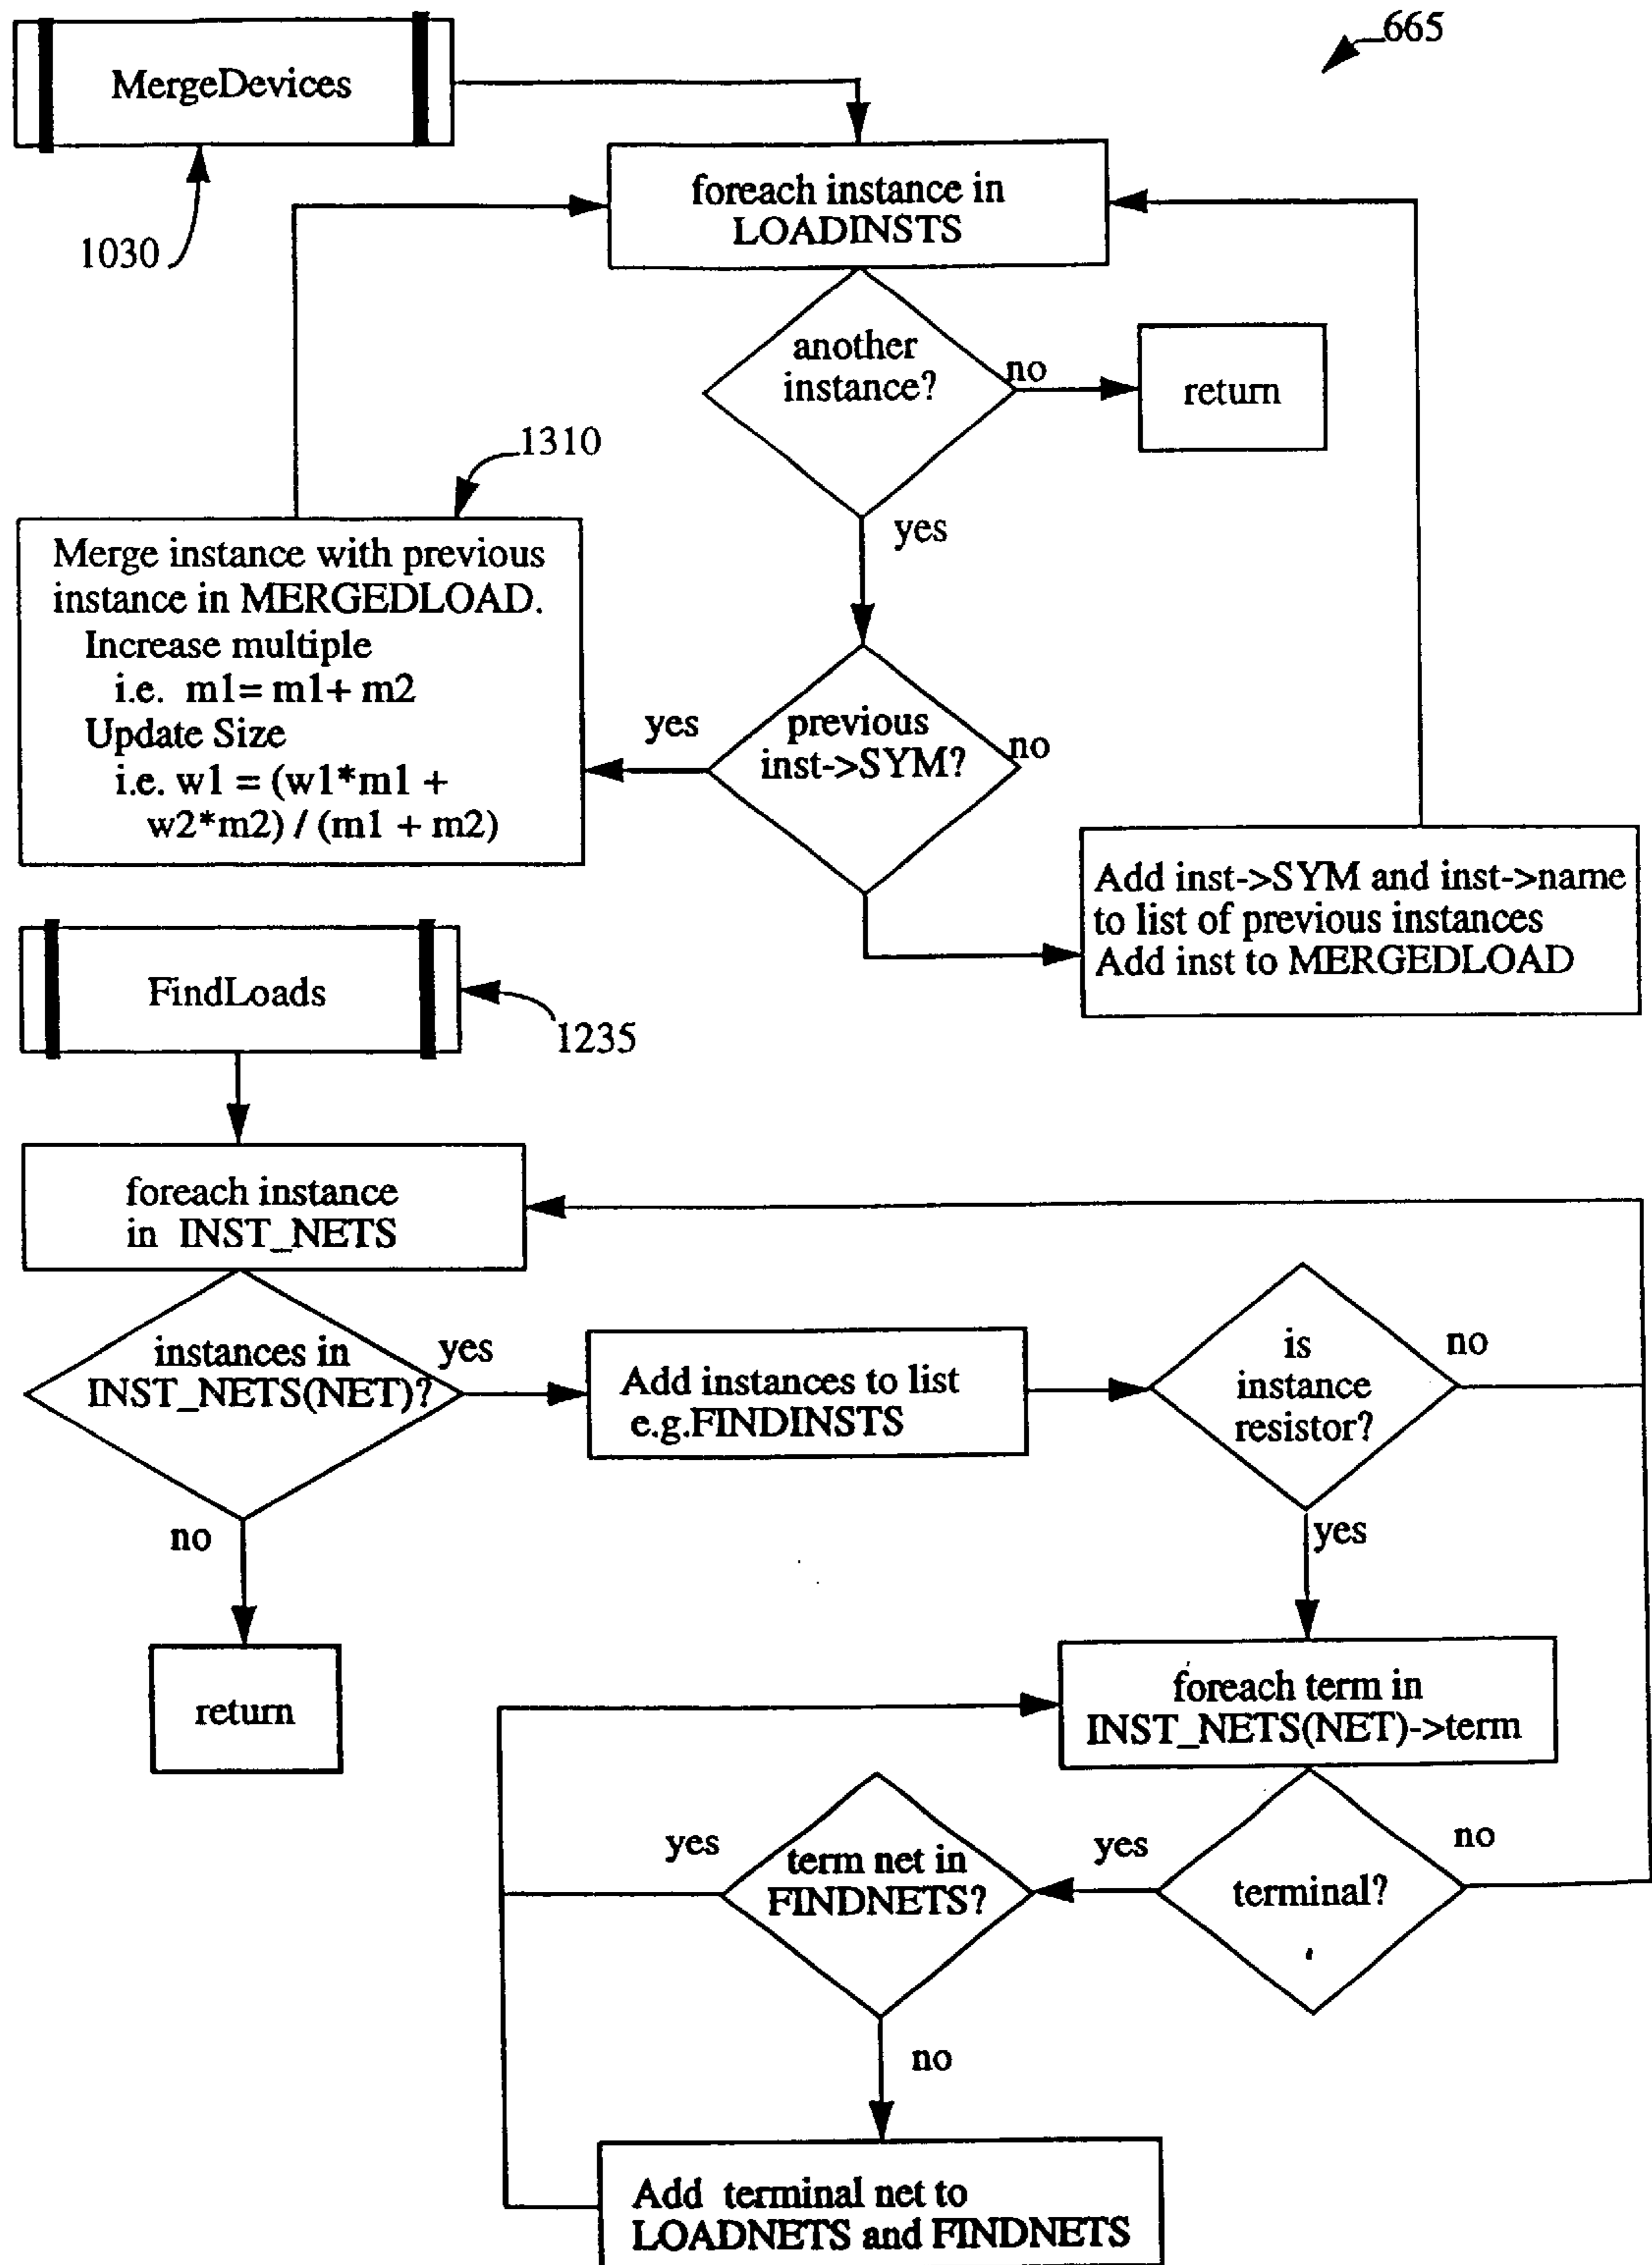 665
MergeDevices
1030
foreach instance in
LOADINSTS
another
instance?
no
return
yes
1310
Merge instance with previous
instance in MERGEDLOAD.
Increase multiple
i.e. m1= m1+ m2
Update Size
i.e. w1 = (w1*m1 +
w2*m2) / (m1 + m2)
yes
previous
inst->SYM?
no
Add inst->SYM and inst->name
to list of previous instances
Add inst to MERGEDLOAD
FindLoads
1235
foreach instance
in INST_NETS
instances in
INST_NETS(NET)?
yes
Add instances to list
e.g.FINDINSTS
is
instance
resistor?
no
yes
no
return
foreach term in
INST_NETS(NET)->term
terminal?
no
yes
term net in
FINDNETS?
yes
no
Add terminal net to
LOADNETS and FINDNETS